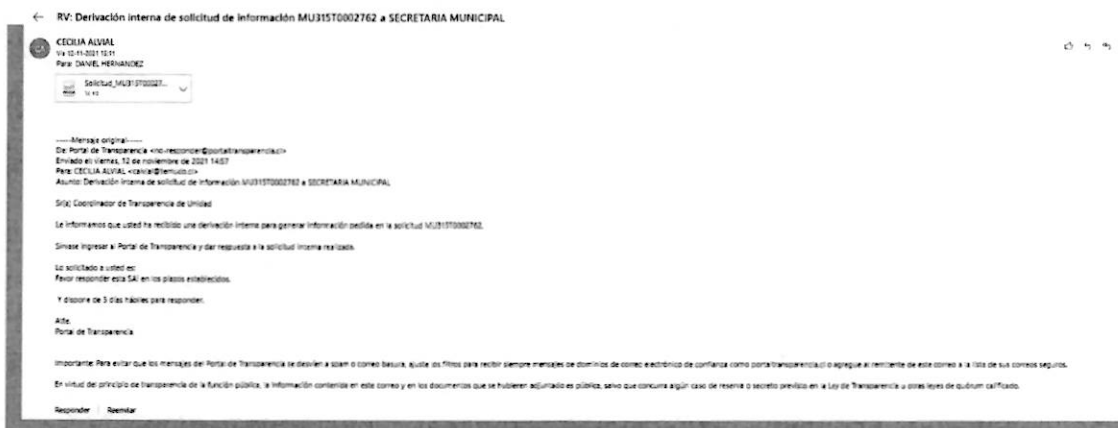 RV: Derivación interna de solicitud de información MU315T0002762 a SECRETARIA MUNICIPAL
CA
CECILIA ALVIAL
Para: DANIEL HERNANDEZ
-----Mensaje original-----
De: Portal de Transparencia <no-responder@portaltransparencia.cl>
Enviado el: viernes, 12 de noviembre de 2021 14:57
Para: CECILIA ALVIAL <calvial@temuco.cl>
Asunto: Derivación interna de solicitud de información MU315T0002762 a SECRETARIA MUNICIPAL
Sr(a) Coordinador de Transparencia de Unidad
Le informamos que usted ha recibido una derivación interna para generar información pedida en la solicitud MU315T0002762.
Sírvase ingresar al Portal de Transparencia y dar respuesta a la solicitud interna realizada.
Lo solicitado a usted es:
Favor responder esta SAI en los plazos establecidos.
Y dispone de 5 días hábiles para responder.
Atte.
Portal de Transparencia
Importante: Para evitar que los mensajes del Portal de Transparencia se desvíen a spam o correo basura, ajuste los filtros para recibir siempre mensajes de dominios de correo electrónico de confianza como portaltransparencia.cl o agregue al remitente de este correo a la lista de sus correos seguros.
En virtud del principio de transparencia de la función pública, la información contenida en este correo y en los documentos que se hubieren adjuntado es pública, salvo que concurra algún caso de reserva o secreto previsto en la Ley de Transparencia u otras leyes de quórum calificado.
Responder Reenviar